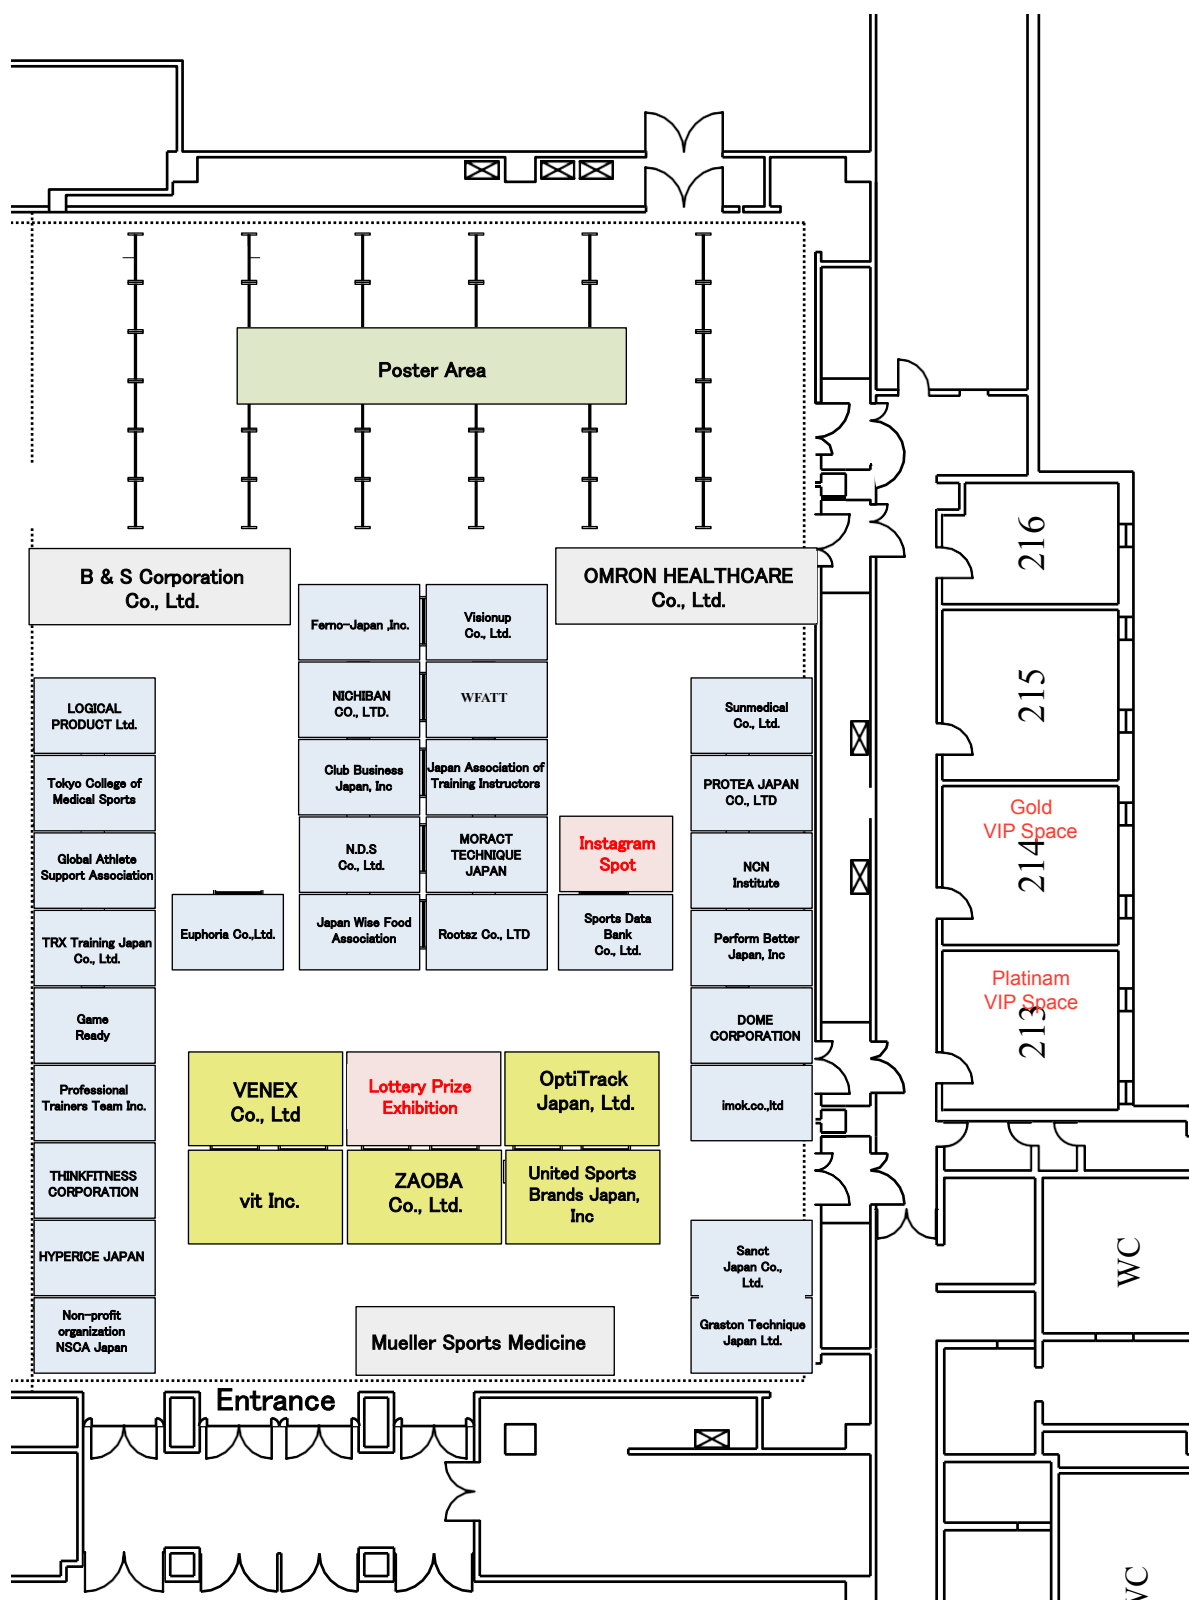 Poster Area
B & S Corporation
Co., Ltd.
OMRON HEALTHCARE
Co., Ltd.
Ferno-Japan ,Inc.
Visionup
Co., Ltd.
NICHIBAN
CO., LTD.
WFATT
Club Business
Japan, Inc
Japan Association of
Training Instructors
N.D.S
Co., Ltd.
MORACT
TECHNIQUE
JAPAN
Instagram
Spot
Euphoria Co.,Ltd.
Japan Wise Food
Association
Rootsz Co., LTD
Sports Data
Bank
Co., Ltd.
LOGICAL
PRODUCT Ltd.
Tokyo College of
Medical Sports
Global Athlete
Support Association
TRX Training Japan
Co., Ltd.
Game
Ready
Professional
Trainers Team Inc.
THINKFITNESS
CORPORATION
HYPERICE JAPAN
Non-profit
organization
NSCA Japan
Sunmedical
Co., Ltd.
PROTEA JAPAN
CO., LTD
NCN
Institute
Perform Better
Japan, Inc
DOME
CORPORATION
imok.co.,ltd
Sanct
Japan Co.,
Ltd.
Graston Technique
Japan Ltd.
VENEX
Co., Ltd
Lottery Prize
Exhibition
OptiTrack
Japan, Ltd.
vit Inc.
ZAOBA
Co., Ltd.
United Sports
Brands Japan,
Inc
Mueller Sports Medicine
Entrance
216
215
Gold
VIP Space
214
Platinam
VIP Space
213
WC
WC